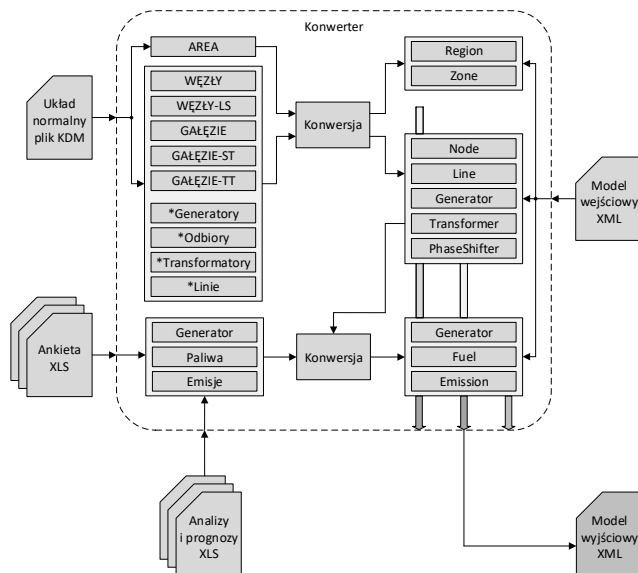 Konwerter
AREA
WĘZŁY
WĘZŁY-LS
GAŁĘZIE
GAŁĘZIE-ST
GAŁĘZIE-TT
*Generatory
*Odbiory
*Transformatory
*Linie
Układ
normalny
plik KDM
Konwersja
Region
Zone
Node
Line
Generator
Transformer
PhaseShifter
Model
wejściowy
XML
Ankieta
XLS
Generator
Paliwa
Emisje
Konwersja
Generator
Fuel
Emission
Analizy
i prognozy
XLS
Model
wyjściowy
XML